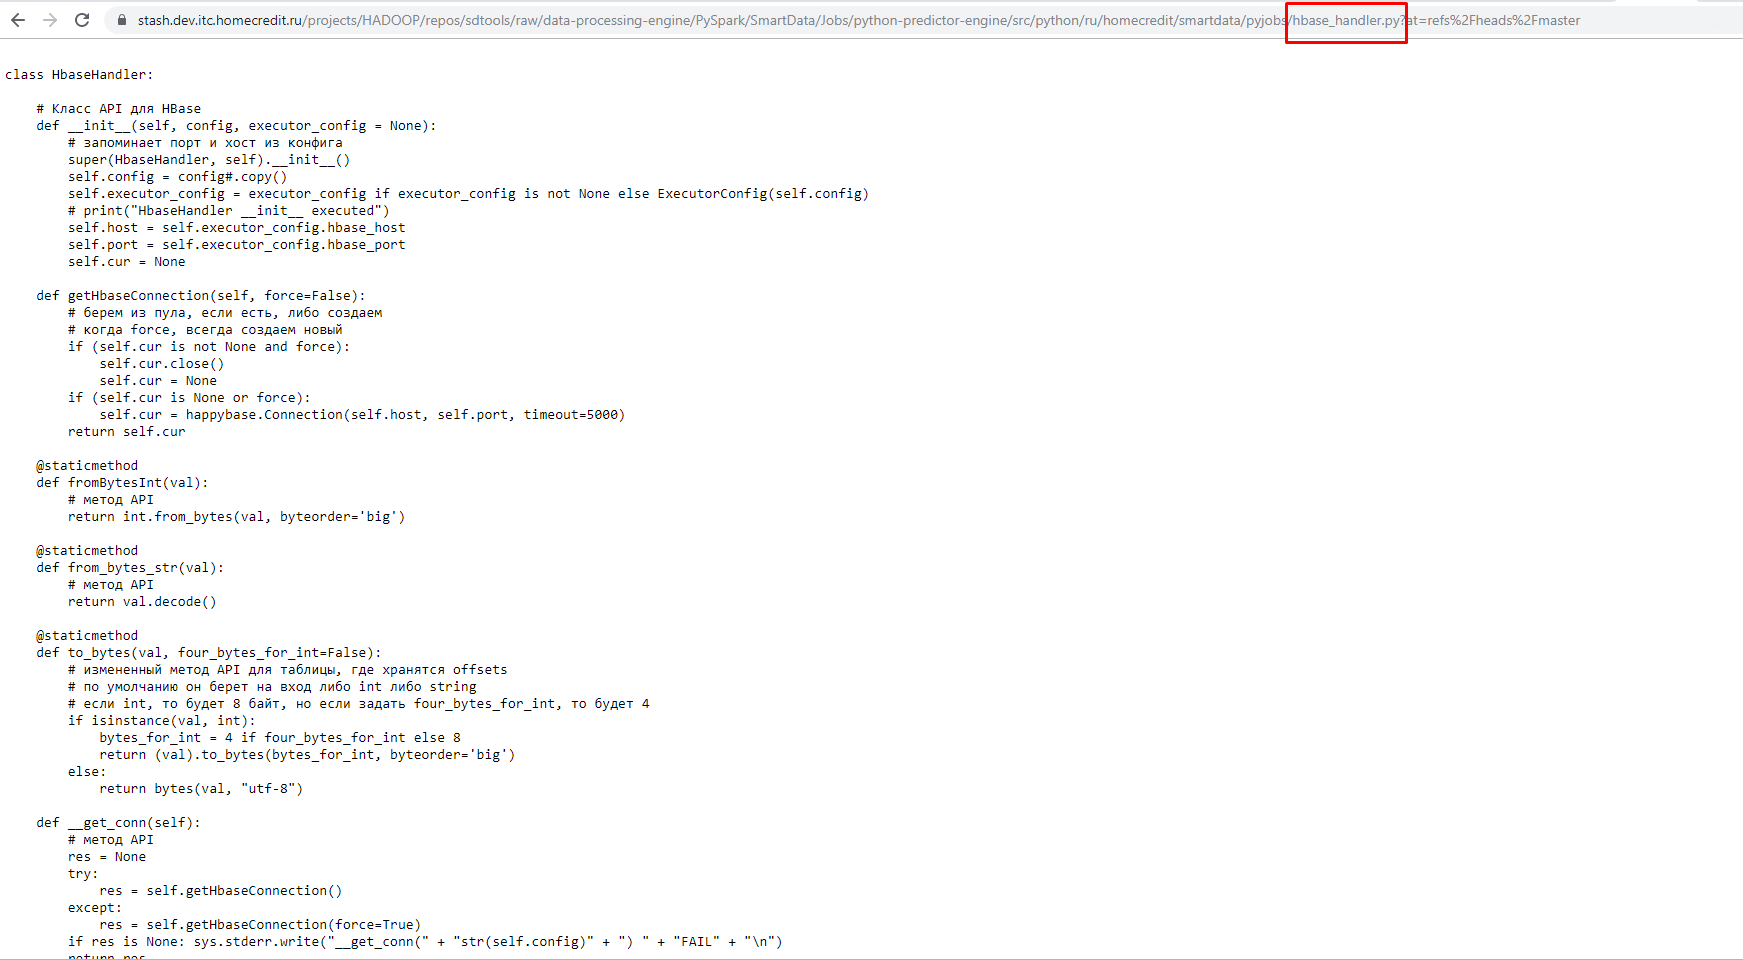 stash.dev.itc.homecredit.ru/projects/HADOOP/repos/sdtools/raw/data-processing-engine/PySpark/SmartData/Jobs/python-predictor-engine/src/python/ru/homecredit/smartdata/pyjobs/hbase_handler.py?at=refs%2Fheads%2Fmaster
class HbaseHandler:
    # Класс API для HBase
    def __init__(self, config, executor_config = None):
        # запоминает порт и хост из конфига
        super(HbaseHandler, self).__init__()
        self.config = config#.copy()
        self.executor_config = executor_config if executor_config is not None else ExecutorConfig(self.config)
        # print("HbaseHandler __init__ executed")
        self.host = self.executor_config.hbase_host
        self.port = self.executor_config.hbase_port
        self.cur = None
    def getHbaseConnection(self, force=False):
        # берем из пула, если есть, либо создаем
        # когда force, всегда создаем новый
        if (self.cur is not None and force):
            self.cur.close()
            self.cur = None
        if (self.cur is None or force):
            self.cur = happybase.Connection(self.host, self.port, timeout=5000)
        return self.cur
    @staticmethod
    def fromBytesInt(val):
        # метод API
        return int.from_bytes(val, byteorder='big')
    @staticmethod
    def from_bytes_str(val):
        # метод API
        return val.decode()
    @staticmethod
    def to_bytes(val, four_bytes_for_int=False):
        # измененный метод API для таблицы, где хранятся offsets
        # по умолчанию он берет на вход либо int либо string
        # если int, то будет 8 байт, но если задать four_bytes_for_int, то будет 4
        if isinstance(val, int):
            bytes_for_int = 4 if four_bytes_for_int else 8
            return (val).to_bytes(bytes_for_int, byteorder='big')
        else:
            return bytes(val, "utf-8")
    def __get_conn(self):
        # метод API
        res = None
        try:
            res = self.getHbaseConnection()
        except:
            res = self.getHbaseConnection(force=True)
        if res is None: sys.stderr.write("__get_conn(" + "str(self.config)" + ") " + "FAIL" + "\n")
        return res